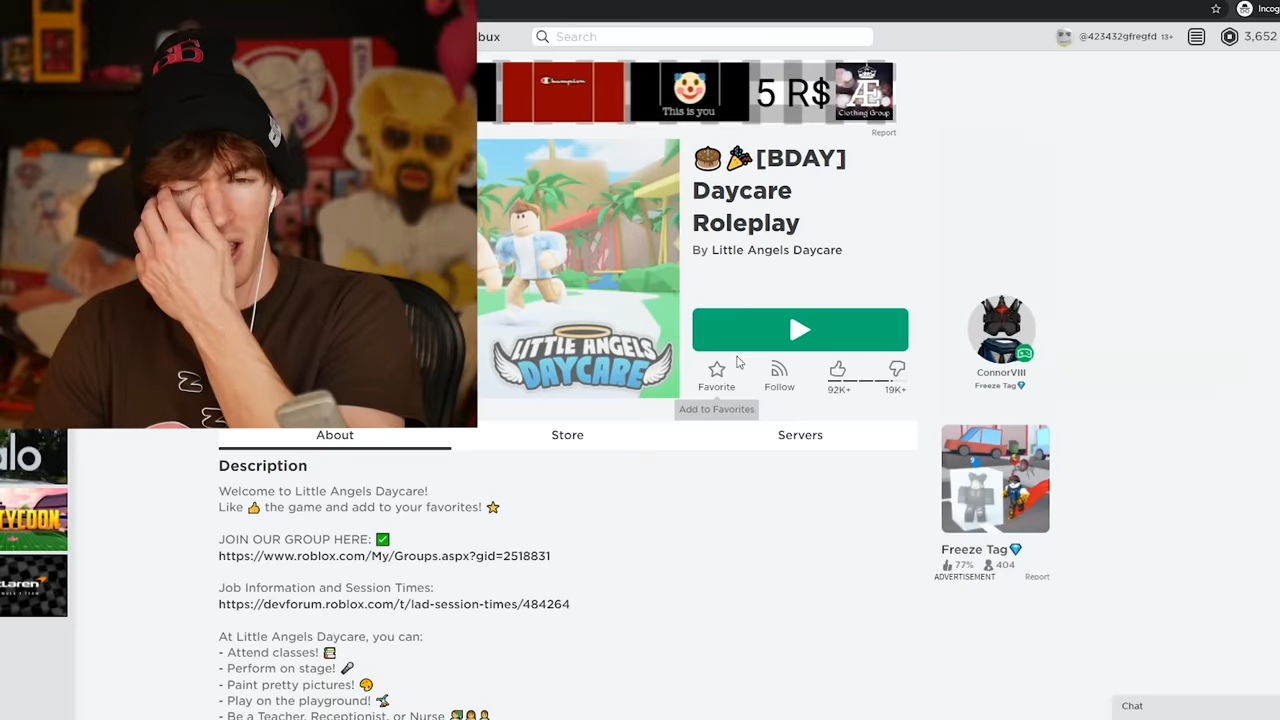 Incog
bux
Search
@423432gfregfd 13+
3,652
Champion
This is you
5 R$
Æ
Clothing Group
Report
🎂🎉[BDAY]
Daycare
Roleplay
By Little Angels Daycare
LITTLE ANGELS
DAYCARE
Favorite
Follow
92K+
19K+
Add to Favorites
ConnorVIII
Freeze Tag💎
About
Store
Servers
Description
Welcome to Little Angels Daycare!
Like 👍 the game and add to your favorites! ⭐
JOIN OUR GROUP HERE: ✅
https://www.roblox.com/My/Groups.aspx?gid=2518831
Job Information and Session Times:
https://devforum.roblox.com/t/lad-session-times/484264
At Little Angels Daycare, you can:
- Attend classes!
- Perform on stage! 🎤
- Paint pretty pictures! 🎨
- Play on the playground!
- Be a Teacher, Receptionist, or Nurse
Freeze Tag💎
77% 404
ADVERTISEMENT
Report
alo
TYCOON
Laren
Chat